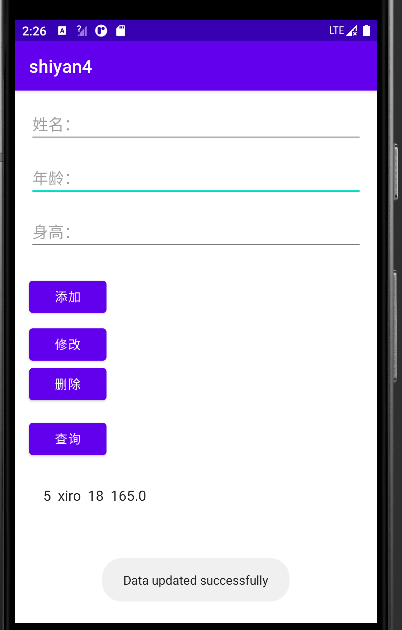 2:26 LTE
shiyan4
姓名：
年龄：
身高：
添加
修改
删除
查询
5 xiro 18 165.0
Data updated successfully